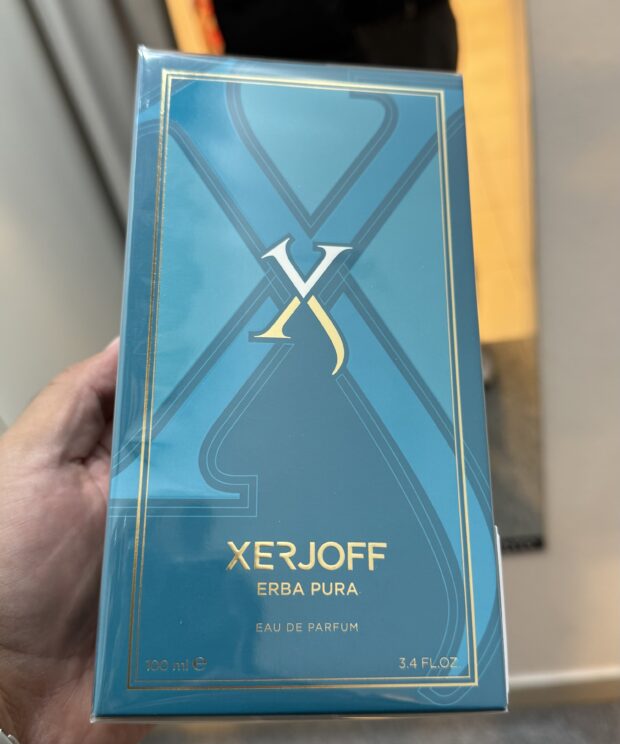 X
XERJOFF
ERBA PURA
EAU DE PARFUM
100 ml ℮ 3.4 FL.OZ